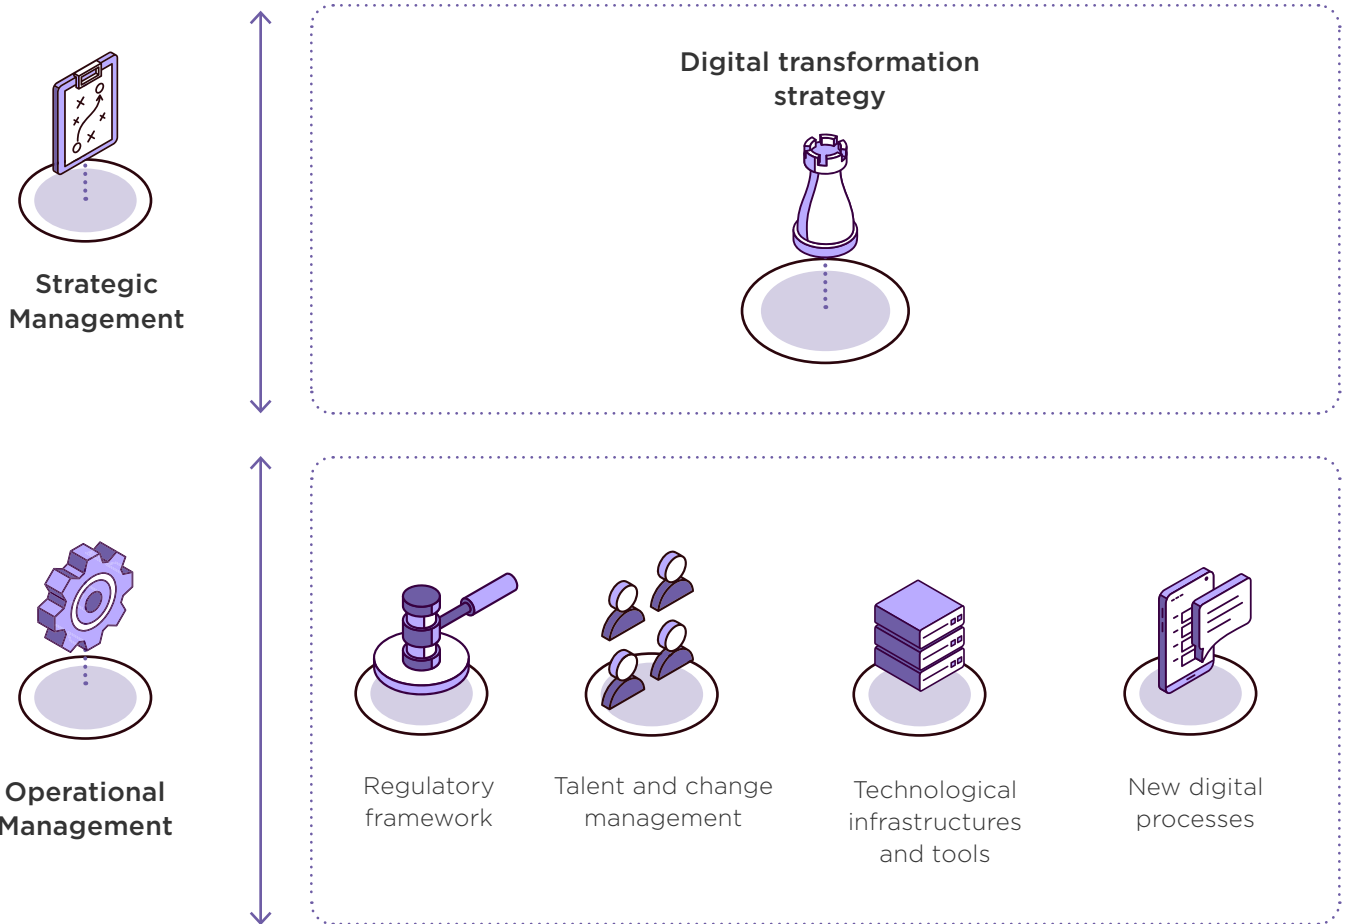 Digital transformation
strategy
Strategic
Management
Operational
Management
Regulatory
framework
Talent and change
management
Technological
infrastructures
and tools
New digital
processes